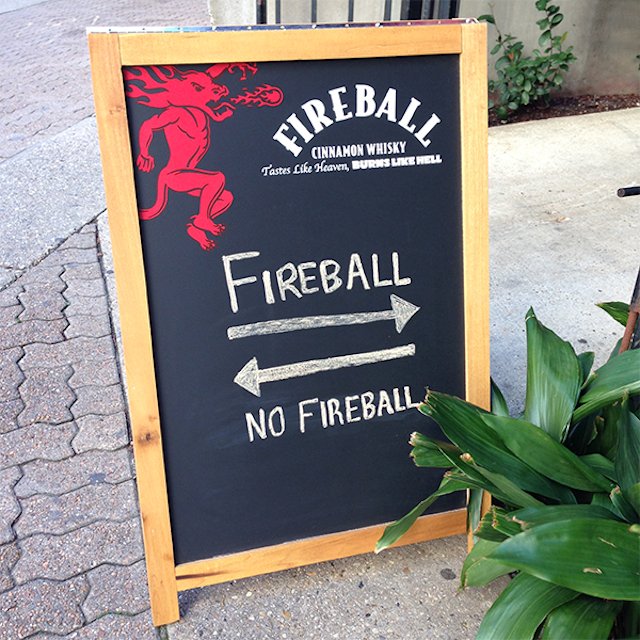 FIREBALL
CINNAMON WHISKY
Tastes Like Heaven, BURNS LIKE HELL
FIREBALL
NO FIREBALL